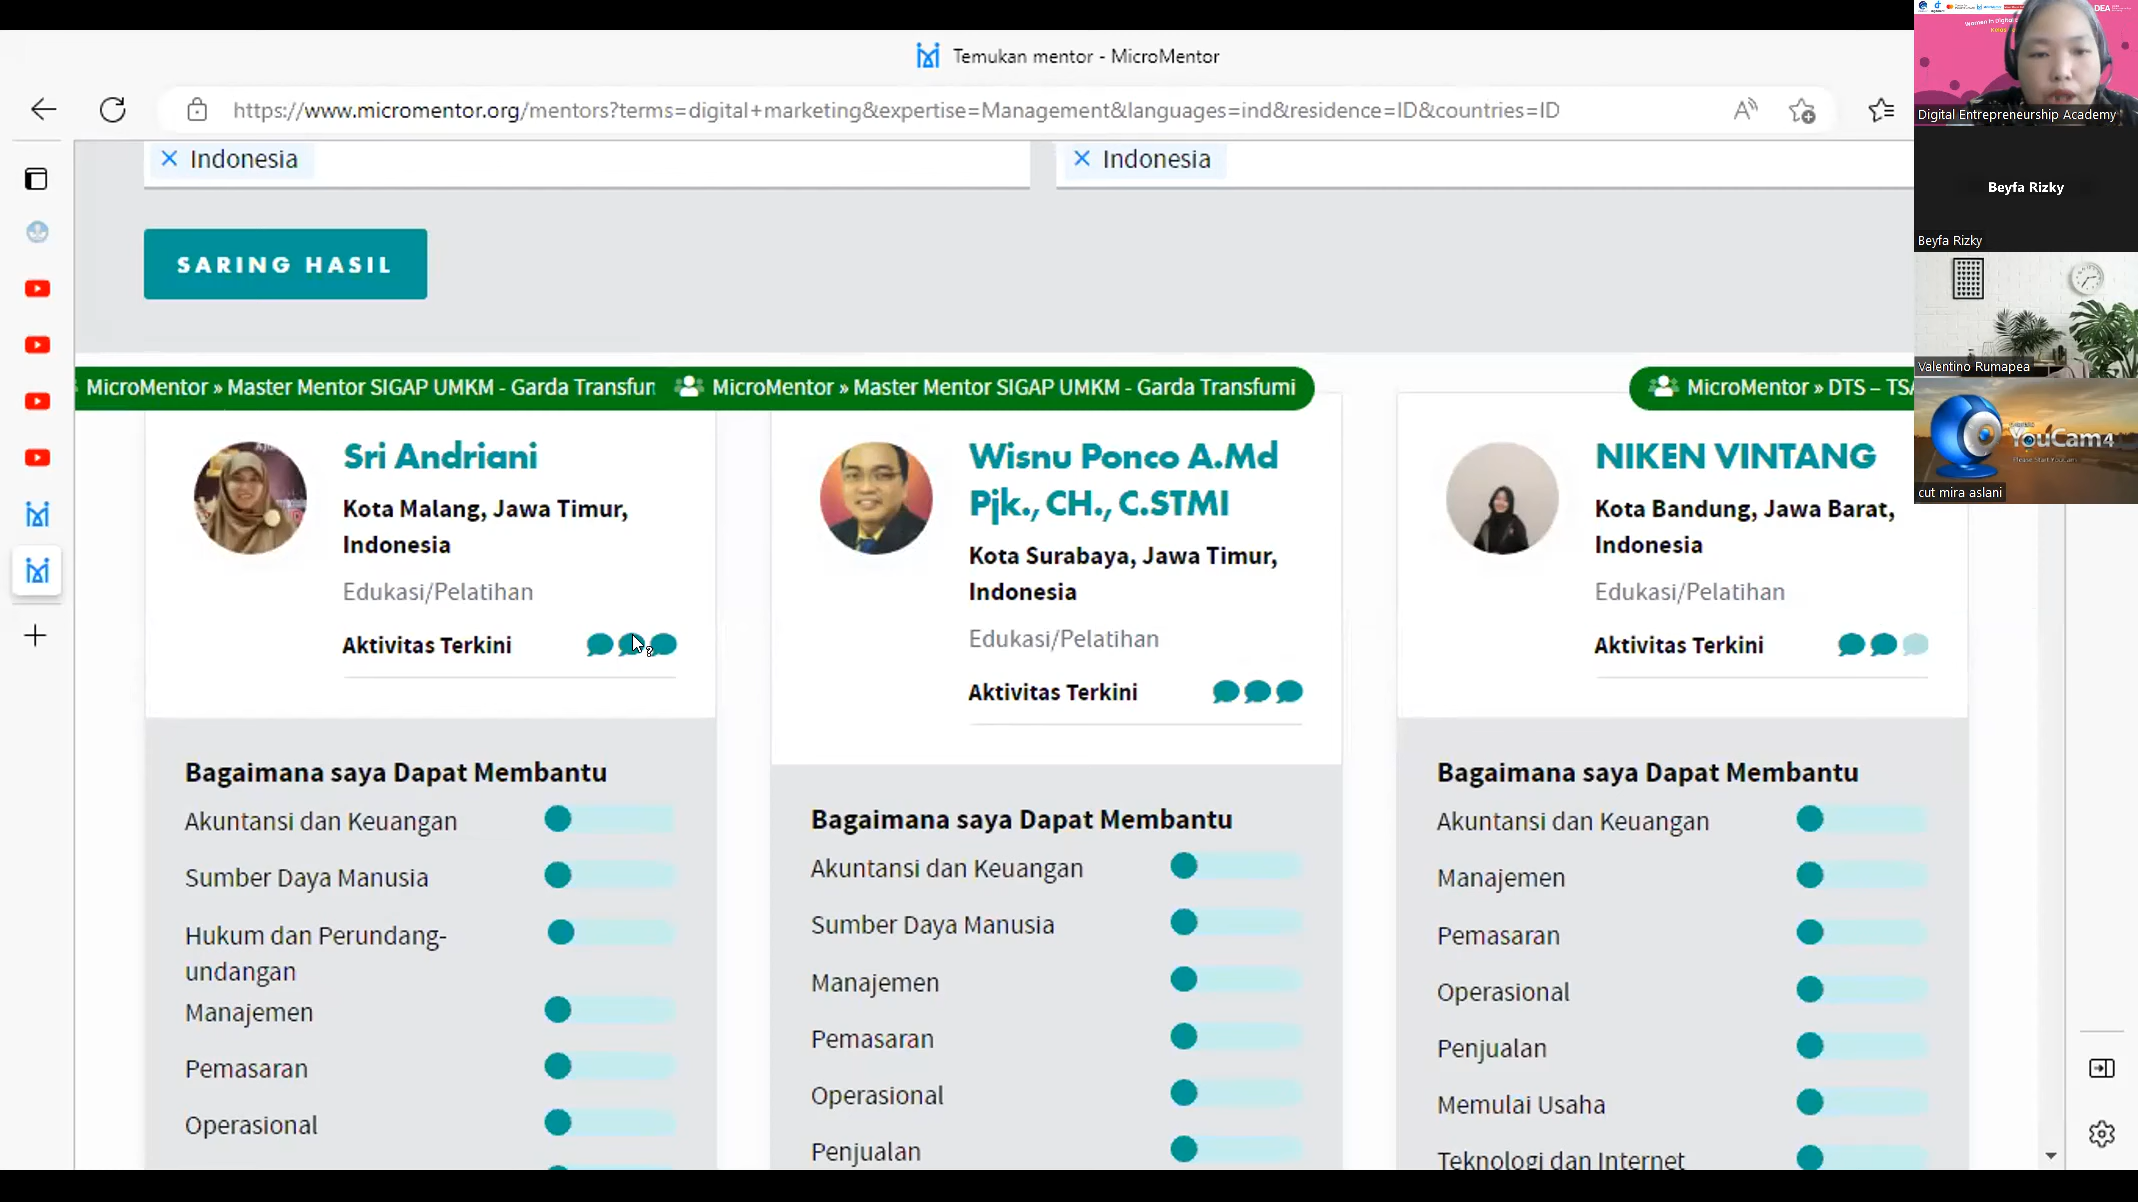 Temukan mentor - MicroMentor
https://www.micromentor.org/mentors?terms=digital+marketing&expertise=Management&languages=ind&residence=ID&countries=ID
× Indonesia
× Indonesia
SARING HASIL
MicroMentor » Master Mentor SIGAP UMKM - Garda Transfur
MicroMentor » Master Mentor SIGAP UMKM - Garda Transfumi
MicroMentor » DTS – TSA
Sri Andriani
Kota Malang, Jawa Timur,
Indonesia
Edukasi/Pelatihan
Aktivitas Terkini
Bagaimana saya Dapat Membantu
Akuntansi dan Keuangan
Sumber Daya Manusia
Hukum dan Perundang-
undangan
Manajemen
Pemasaran
Operasional
Wisnu Ponco A.Md
Pjk., CH., C.STMI
Kota Surabaya, Jawa Timur,
Indonesia
Edukasi/Pelatihan
Aktivitas Terkini
Bagaimana saya Dapat Membantu
Akuntansi dan Keuangan
Sumber Daya Manusia
Manajemen
Pemasaran
Operasional
Penjualan
NIKEN VINTANG
Kota Bandung, Jawa Barat,
Indonesia
Edukasi/Pelatihan
Aktivitas Terkini
Bagaimana saya Dapat Membantu
Akuntansi dan Keuangan
Manajemen
Pemasaran
Operasional
Penjualan
Memulai Usaha
Teknologi dan Internet
DEA
Digital Entrepreneurship Academy
Beyfa Rizky
Beyfa Rizky
Valentino Rumapea
YouCam4
Please Start YouCam
cut mira aslani